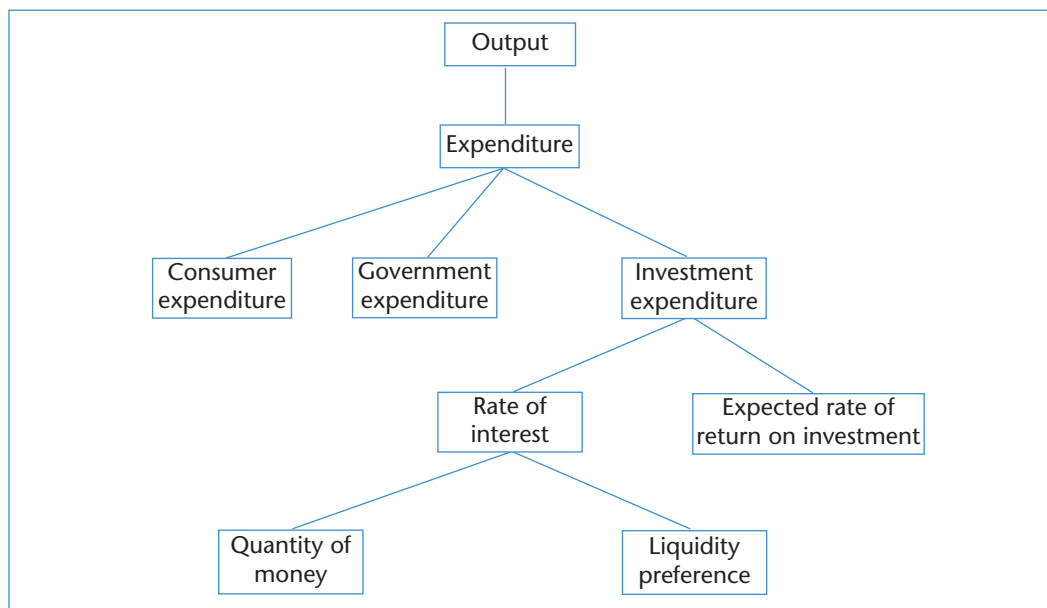 Output
Expenditure
Consumer
expenditure
Government
expenditure
Investment
expenditure
Rate of
interest
Expected rate of
return on investment
Quantity of
money
Liquidity
preference